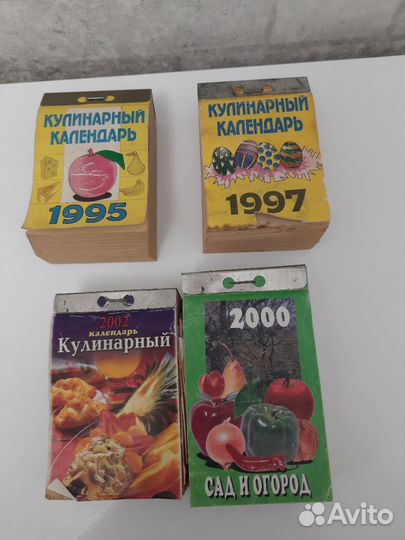 КУЛИНАРНЫЙ
КАЛЕНДАРЬ
1995
КУЛИНАРНЫЙ
КАЛЕНДАРЬ
1997
2002
календарь
Кулинарный
2000
САД И ОГОРОД
Avito